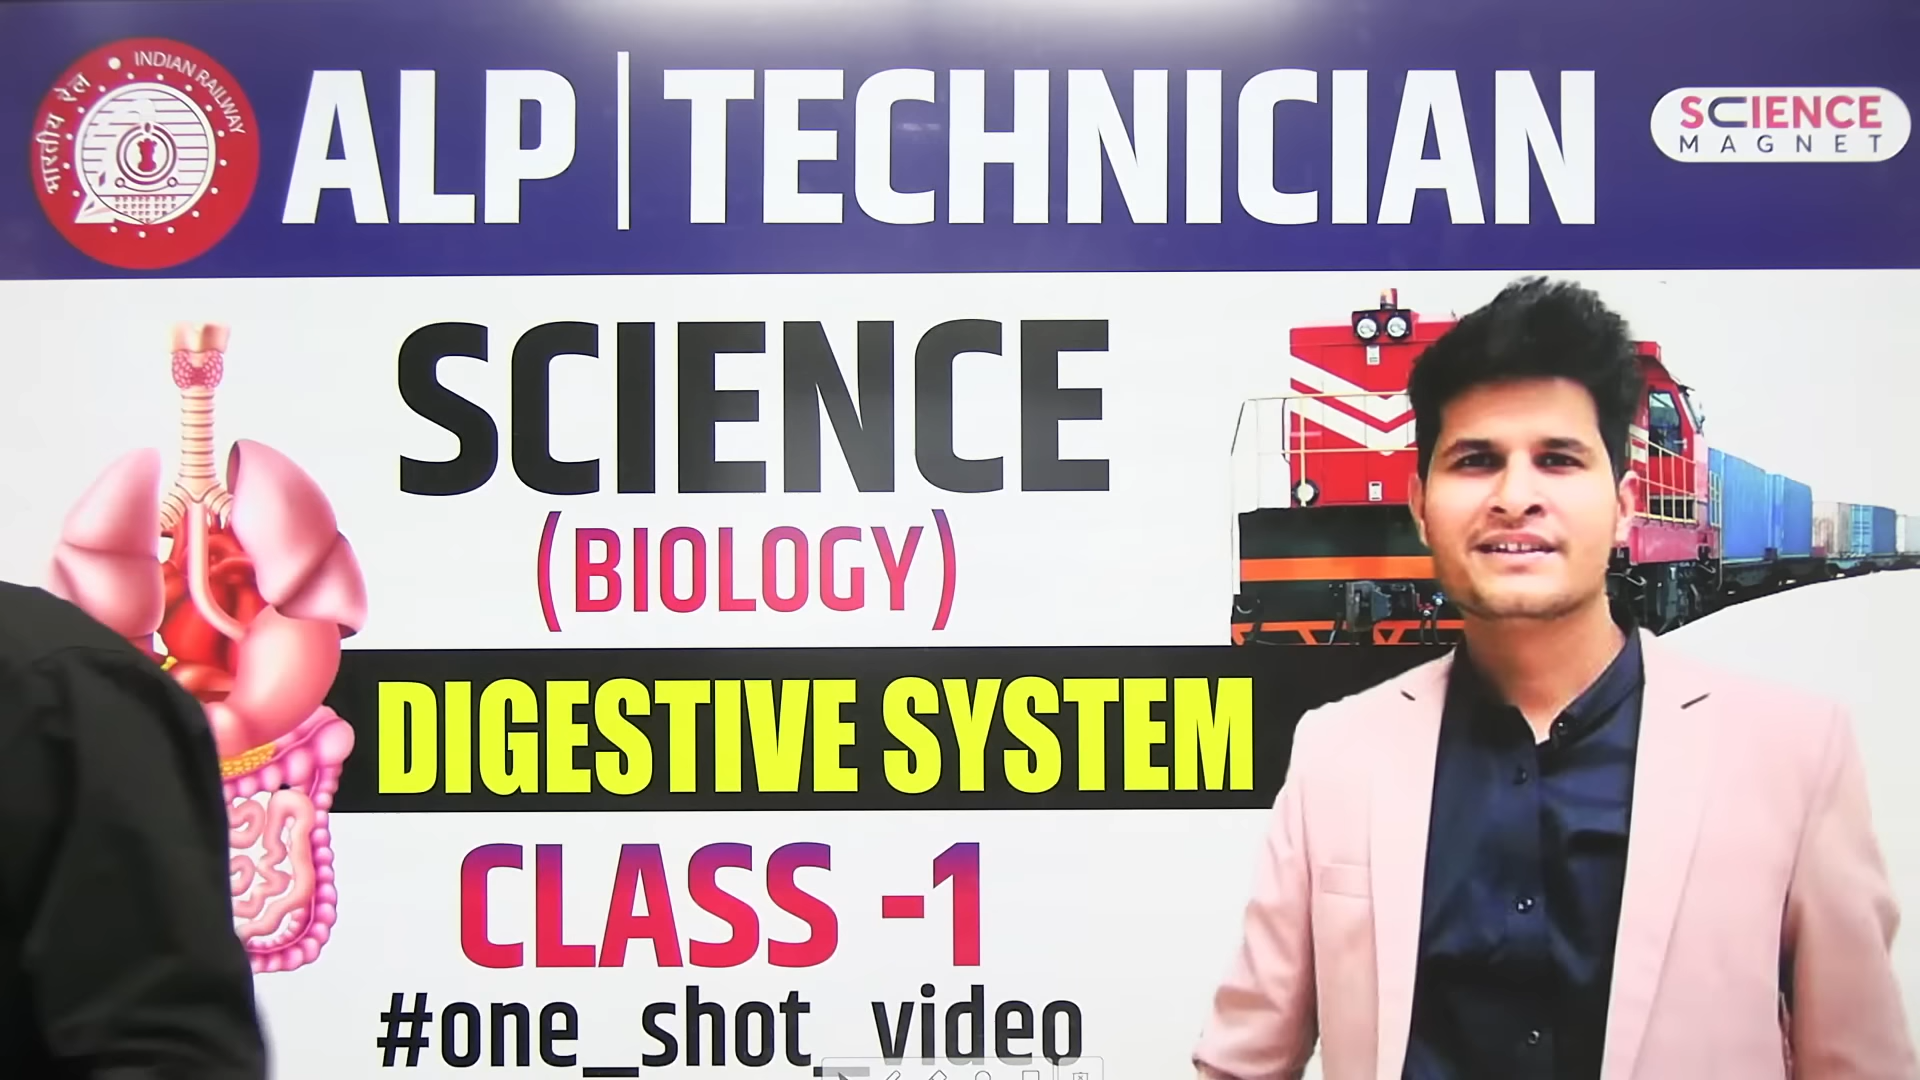 भारतीय रेल
INDIAN RAILWAY
ALP | TECHNICIAN
SCIENCE
MAGNET
SCIENCE
(BIOLOGY)
DIGESTIVE SYSTEM
CLASS -1
#one_shot_video